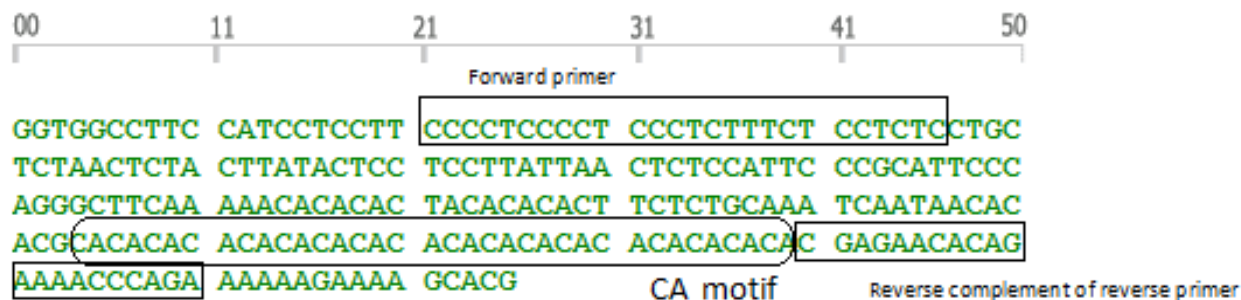 00 11 21 31 41 50
Forward primer
GGTGGCCTTC CATCCTCCTT CCCCTCCCCT CCCTCTTTCT CCTCTCCTGC
TCTAACTCTA CTTATACTCC TCCTTATTAA CTCTCCATTC CCGCATTCCC
AGGGCTTCAA AAACACACAC TACACACACT TCTCTGCAAA TCAATAACAC
ACGCACACAC ACACACACAC ACACACACAC ACACACACAC GAGAACACAG
AAAACCCAGA AAAAAGAAAA GCACG
CA motif Reverse complement of reverse primer